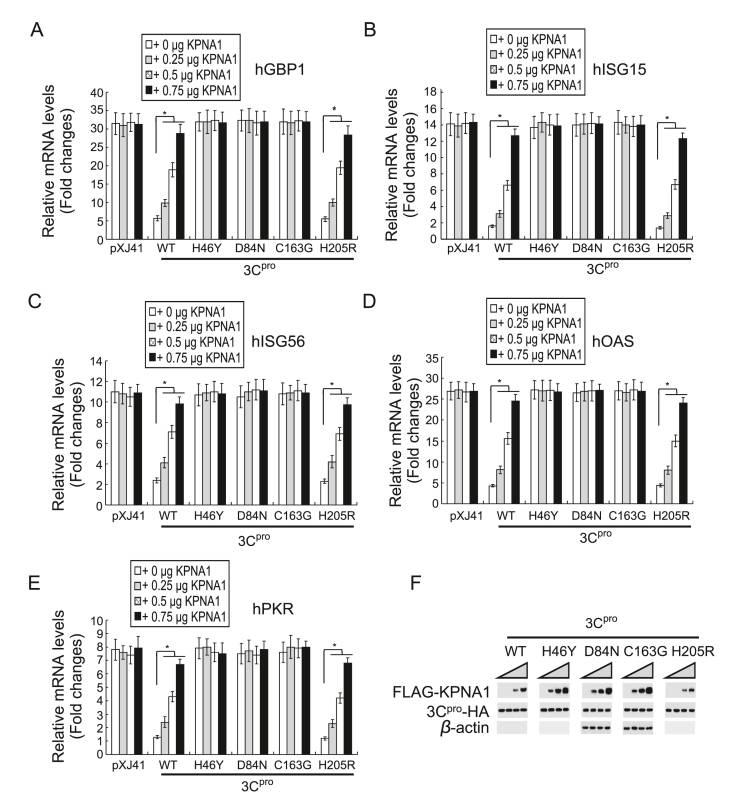 A
+ 0 µg KPNA1
+ 0.25 µg KPNA1
+ 0.5 µg KPNA1
+ 0.75 µg KPNA1
hGBP1
Relative mRNA levels
(Fold changes)
40
35
30
25
20
15
10
5
0
*
*
pXJ41 WT H46Y D84N C163G H205R
3Cpro
B
+ 0 µg KPNA1
+ 0.25 µg KPNA1
+ 0.5 µg KPNA1
+ 0.75 µg KPNA1
hISG15
Relative mRNA levels
(Fold changes)
18
16
14
12
10
8
6
4
2
0
*
*
pXJ41 WT H46Y D84N C163G H205R
3Cpro
C
+ 0 µg KPNA1
+ 0.25 µg KPNA1
+ 0.5 µg KPNA1
+ 0.75 µg KPNA1
hISG56
Relative mRNA levels
(Fold changes)
14
12
10
8
6
4
2
0
*
*
pXJ41 WT H46Y D84N C163G H205R
3Cpro
D
+ 0 µg KPNA1
+ 0.25 µg KPNA1
+ 0.5 µg KPNA1
+ 0.75 µg KPNA1
hOAS
Relative mRNA levels
(Fold changes)
35
30
25
20
15
10
5
0
*
*
pXJ41 WT H46Y D84N C163G H205R
3Cpro
E
+ 0 µg KPNA1
+ 0.25 µg KPNA1
+ 0.5 µg KPNA1
+ 0.75 µg KPNA1
hPKR
Relative mRNA levels
(Fold changes)
10
9
8
7
6
5
4
3
2
1
0
*
*
pXJ41 WT H46Y D84N C163G H205R
3Cpro
F
3Cpro
WT H46Y D84N C163G H205R
FLAG-KPNA1
3Cpro-HA
β-actin